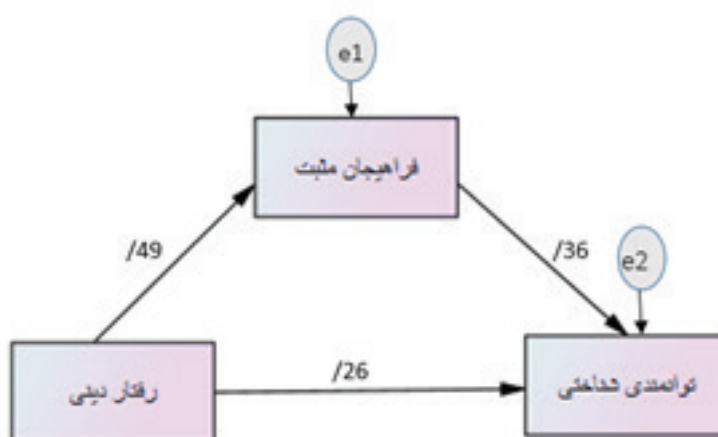 e1
فراهیجان مثبت
/49
/36
e2
رفتار دینی
/26
توانمندی شناختی